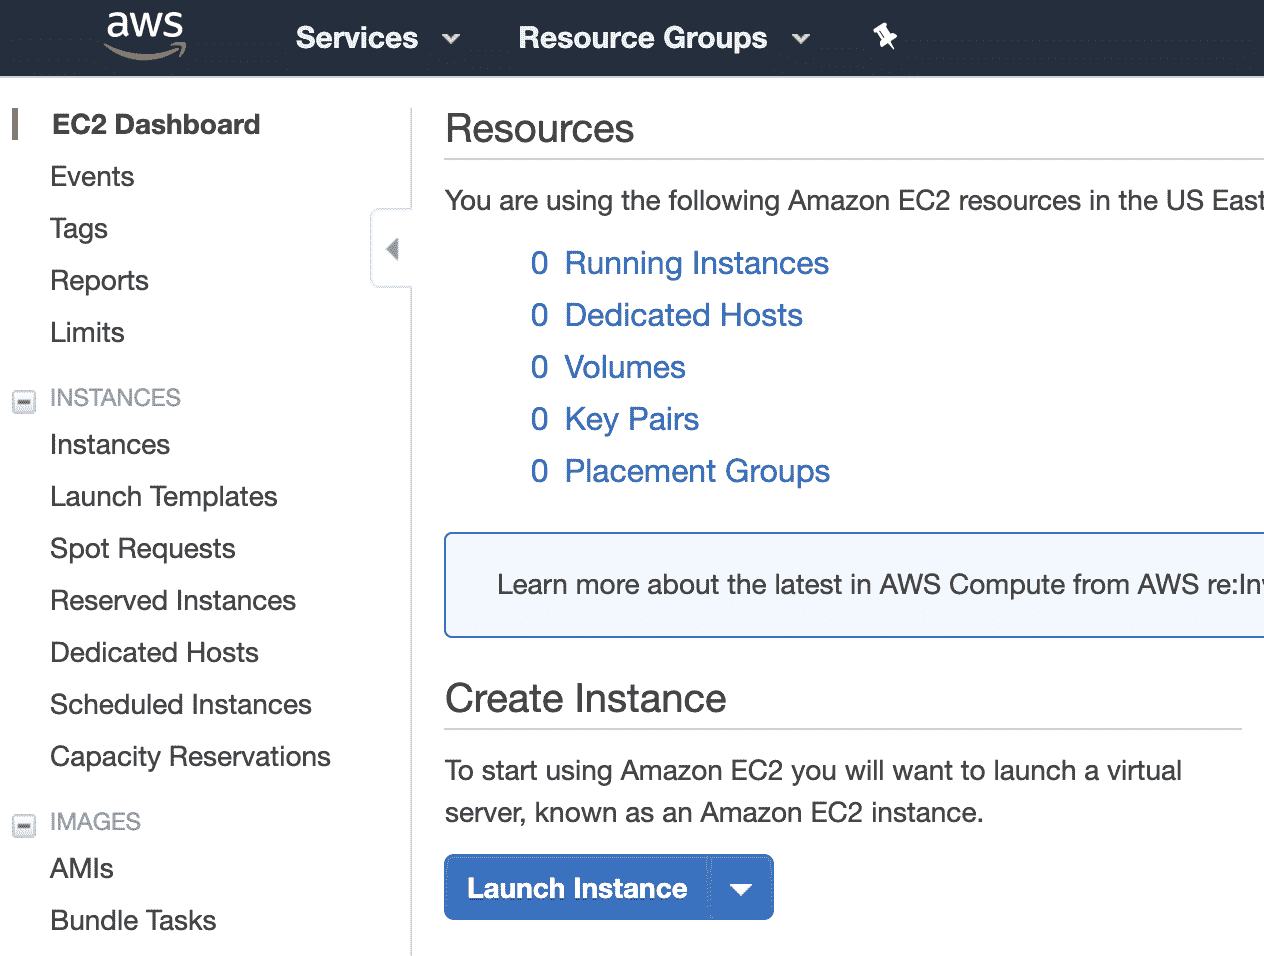 aws
Services
Resource Groups
EC2 Dashboard
Events
Tags
Reports
Limits
INSTANCES
Instances
Launch Templates
Spot Requests
Reserved Instances
Dedicated Hosts
Scheduled Instances
Capacity Reservations
IMAGES
AMIs
Bundle Tasks
Resources
You are using the following Amazon EC2 resources in the US East
0 Running Instances
0 Dedicated Hosts
0 Volumes
0 Key Pairs
0 Placement Groups
Learn more about the latest in AWS Compute from AWS
Create Instance
To start using Amazon EC2 you will want to launch a virtual
server, known as an Amazon EC2 instance.
Launch Instance